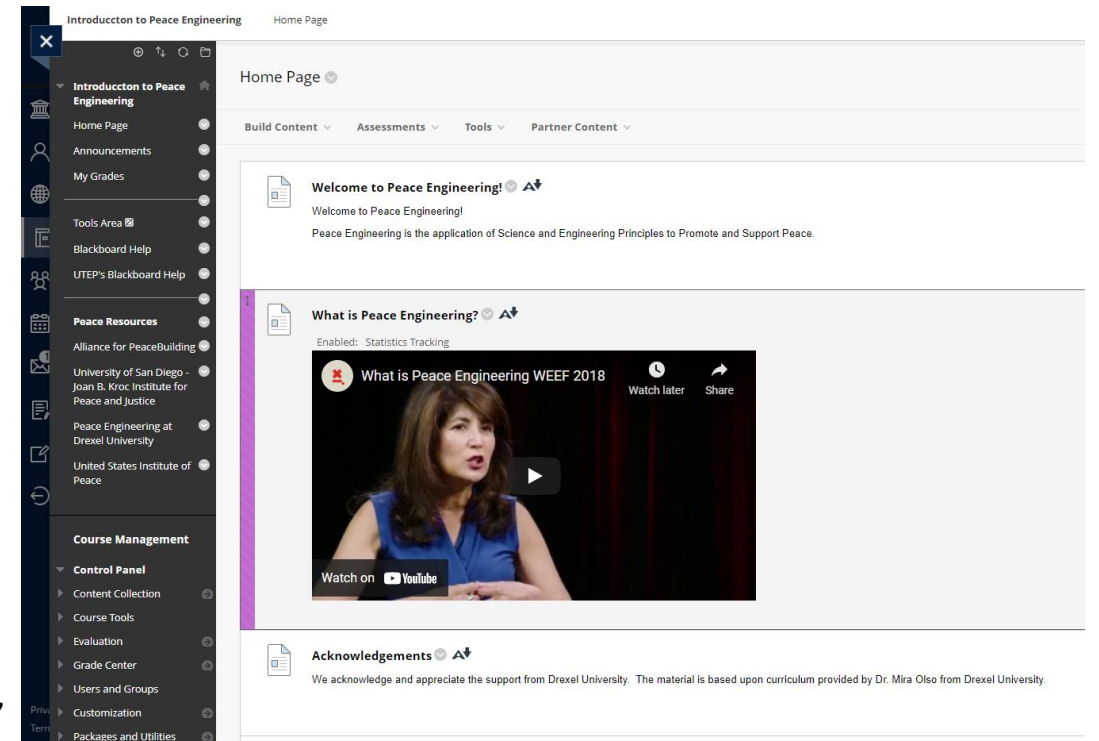 Introduccton to Peace Engineering Home Page
Introduccton to Peace
Engineering
Home Page
Announcements
My Grades
Tools Area
Blackboard Help
UTEP's Blackboard Help
Peace Resources
Alliance for PeaceBuilding
University of San Diego -
Joan B. Kroc Institute for
Peace and Justice
Peace Engineering at
Drexel University
United States Institute of
Peace
Course Management
Control Panel
Content Collection
Course Tools
Evaluation
Grade Center
Users and Groups
Customization
Packages and Utilities
Priv
Term
Home Page
Build Content Assessments Tools Partner Content
Welcome to Peace Engineering!
Welcome to Peace Engineering!
Peace Engineering is the application of Science and Engineering Principles to Promote and Support Peace.
What is Peace Engineering?
Enabled: Statistics Tracking
What is Peace Engineering WEEF 2018
Watch later Share
Watch on YouTube
Acknowledgements
We acknowledge and appreciate the support from Drexel University. The material is based upon curriculum provided by Dr. Mira Olso from Drexel University.